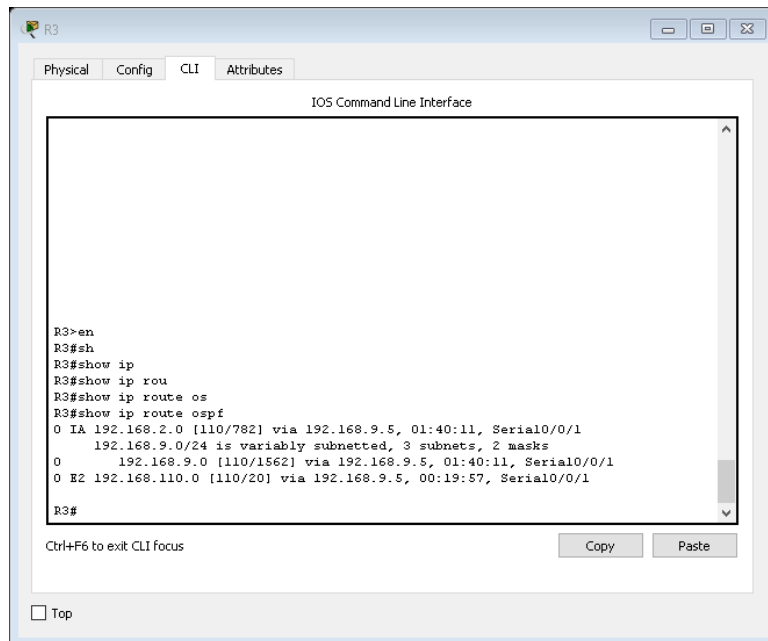 R3
Physical Config CLI Attributes
IOS Command Line Interface
R3>en
R3#sh
R3#show ip
R3#show ip rou
R3#show ip route os
R3#show ip route ospf
O IA 192.168.2.0 [110/782] via 192.168.9.5, 01:40:11, Serial0/0/1
192.168.9.0/24 is variably subnetted, 3 subnets, 2 masks
O 192.168.9.0 [110/1562] via 192.168.9.5, 01:40:11, Serial0/0/1
O E2 192.168.110.0 [110/20] via 192.168.9.5, 00:19:57, Serial0/0/1
R3#
Ctrl+F6 to exit CLI focus
Copy Paste
Top